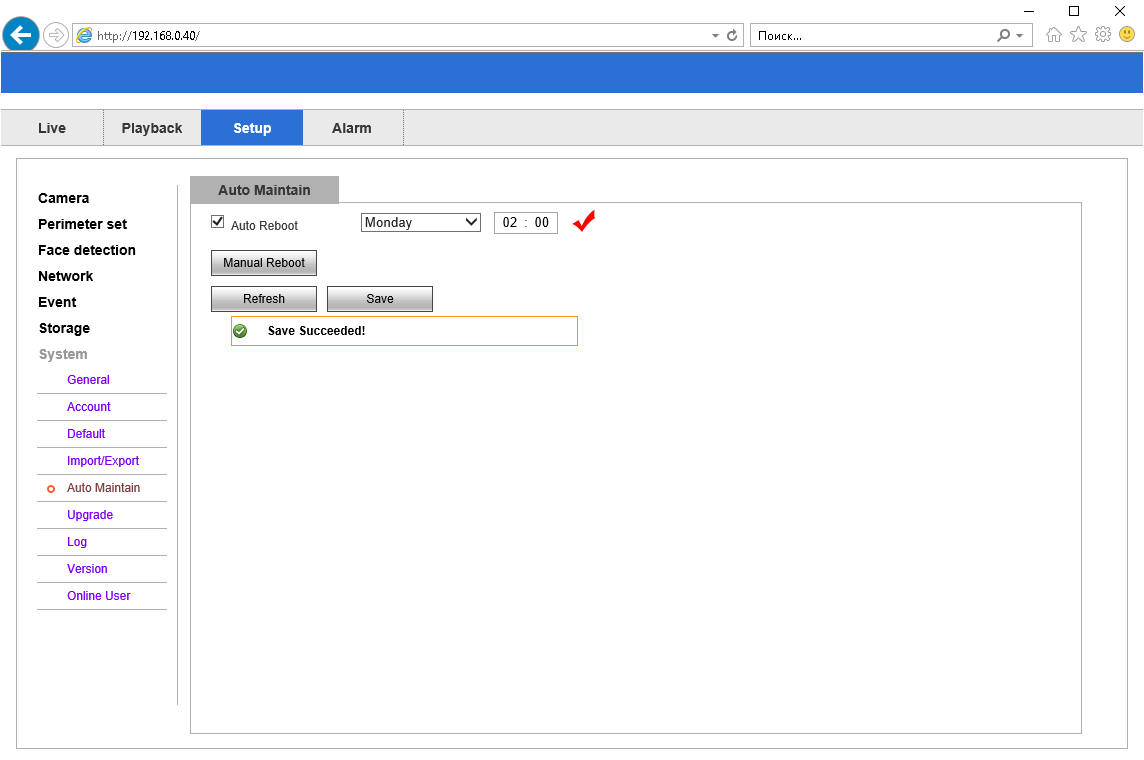 http://192.168.0.40/
Поиск...
Live Playback Setup Alarm
Auto Maintain
Camera
Perimeter set
Face detection
Network
Event
Storage
System
General
Account
Default
Import/Export
Auto Maintain
Upgrade
Log
Version
Online User
Auto Reboot Monday 02 : 00
Manual Reboot
Refresh Save
Save Succeeded!